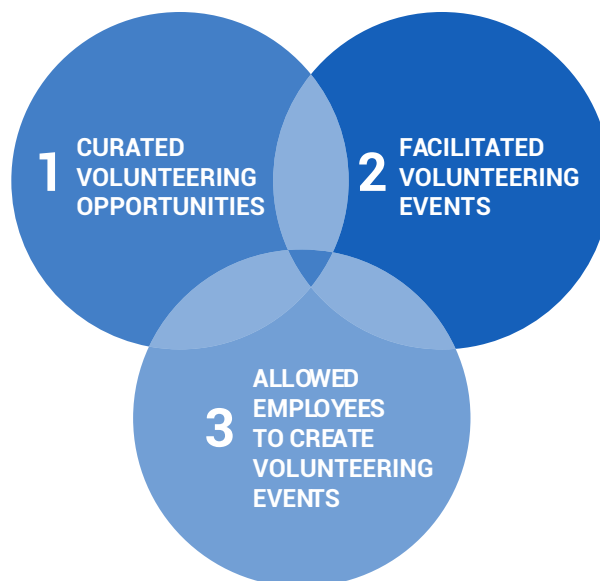 1
CURATED
VOLUNTEERING
OPPORTUNITIES
2
FACILITATED
VOLUNTEERING
EVENTS
3
ALLOWED
EMPLOYEES
TO CREATE
VOLUNTEERING
EVENTS